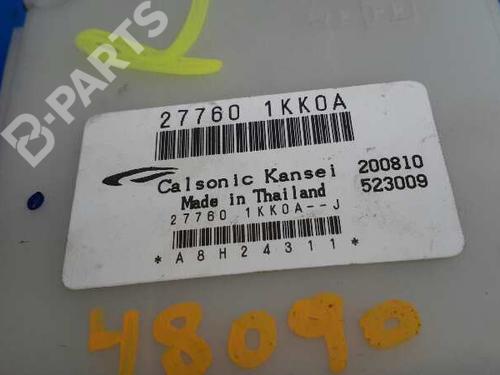 B-PARTS
27760 1KK0A
Calsonic Kansei 200810
Made in Thailand 523009
27760 1KK0A--J
* A8H24311 *
48090